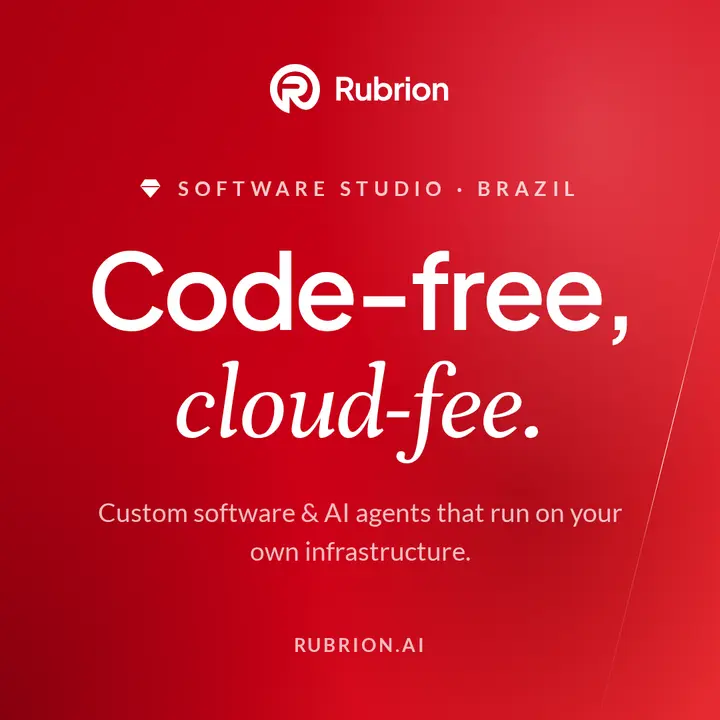 Rubrion
SOFTWARE STUDIO · BRAZIL
Code-free,
cloud-fee.
Custom software & AI agents that run on your
own infrastructure.
RUBRION.AI